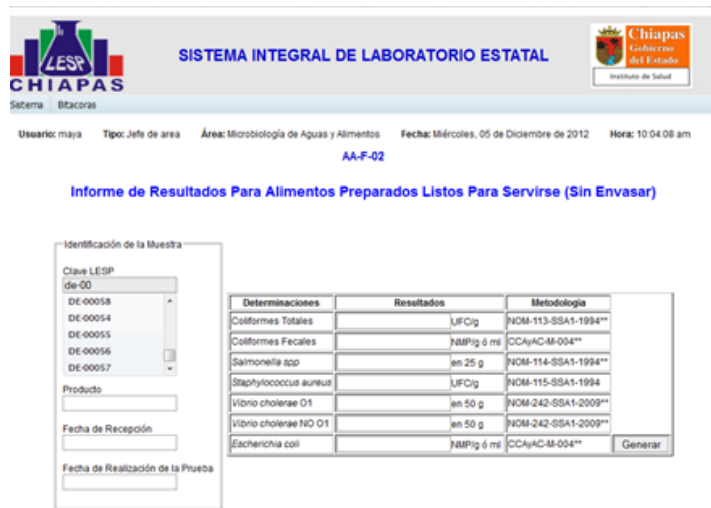 LESP
CHIAPAS
SISTEMA INTEGRAL DE LABORATORIO ESTATAL
Chiapas
Gobierno
del Estado
Instituto de Salud
Sistema Bitacoras
Usuario: maya Tipo: Jefe de area Área: Microbiología de Aguas y Alimentos Fecha: Miércoles, 05 de Diciembre de 2012 Hora: 10:04:08 am
AA-F-02
Informe de Resultados Para Alimentos Preparados Listos Para Servirse (Sin Envasar)
Identificación de la Muestra
Clave LESP
de-00
DE-00058
DE-00054
DE-00055
DE-00056
DE-00057
Producto
Fecha de Recepción
Fecha de Realización de la Prueba
Determinaciones Resultados Metodologia
Coliformes Totales UFC/g NOM-113-SSA1-1994**
Coliformes Fecales NMP/g ó ml CCAyAC-M-004**
Salmonella spp en 25 g NOM-114-SSA1-1994**
Staphylococcus aureus UFC/g NOM-115-SSA1-1994
Vibrio cholerae O1 en 50 g NOM-242-SSA1-2009**
Vibrio cholerae NO O1 en 50 g NOM-242-SSA1-2009**
Escherichia coli NMP/g ó ml CCAyAC-M-004** Generar